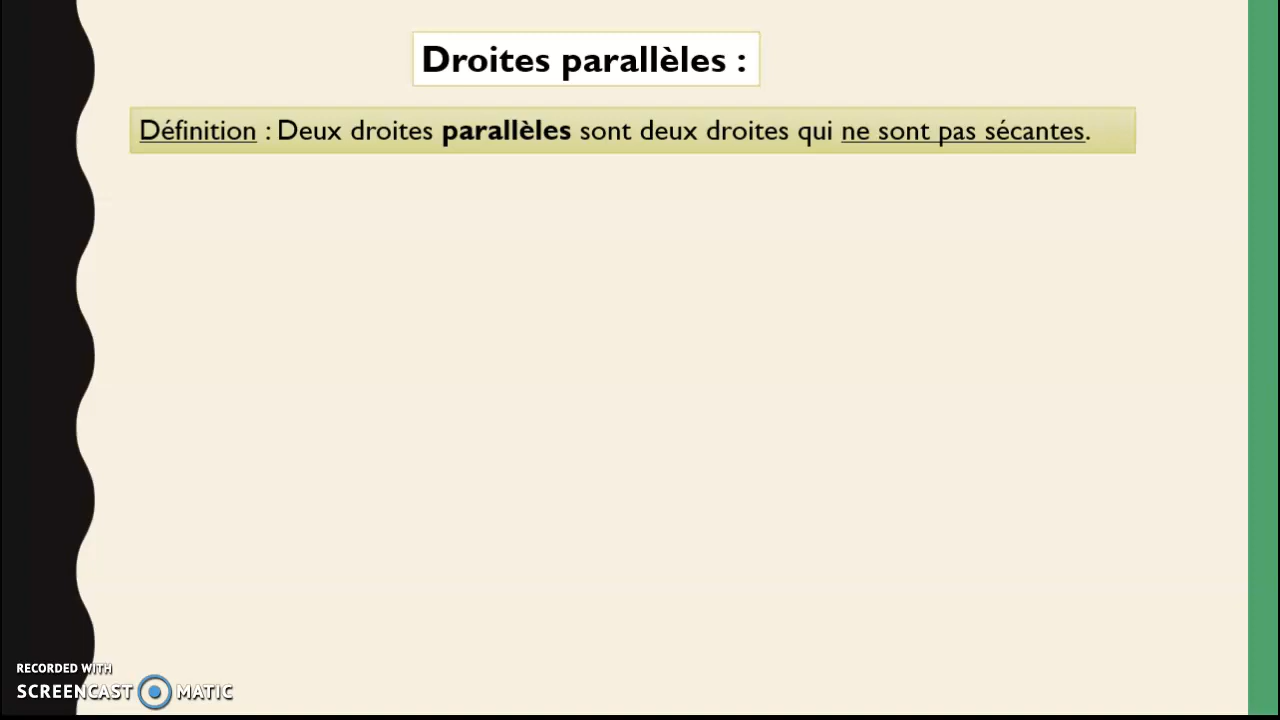 Droites parallèles :
Définition : Deux droites parallèles sont deux droites qui ne sont pas sécantes.
RECORDED WITH
SCREENCAST MATIC